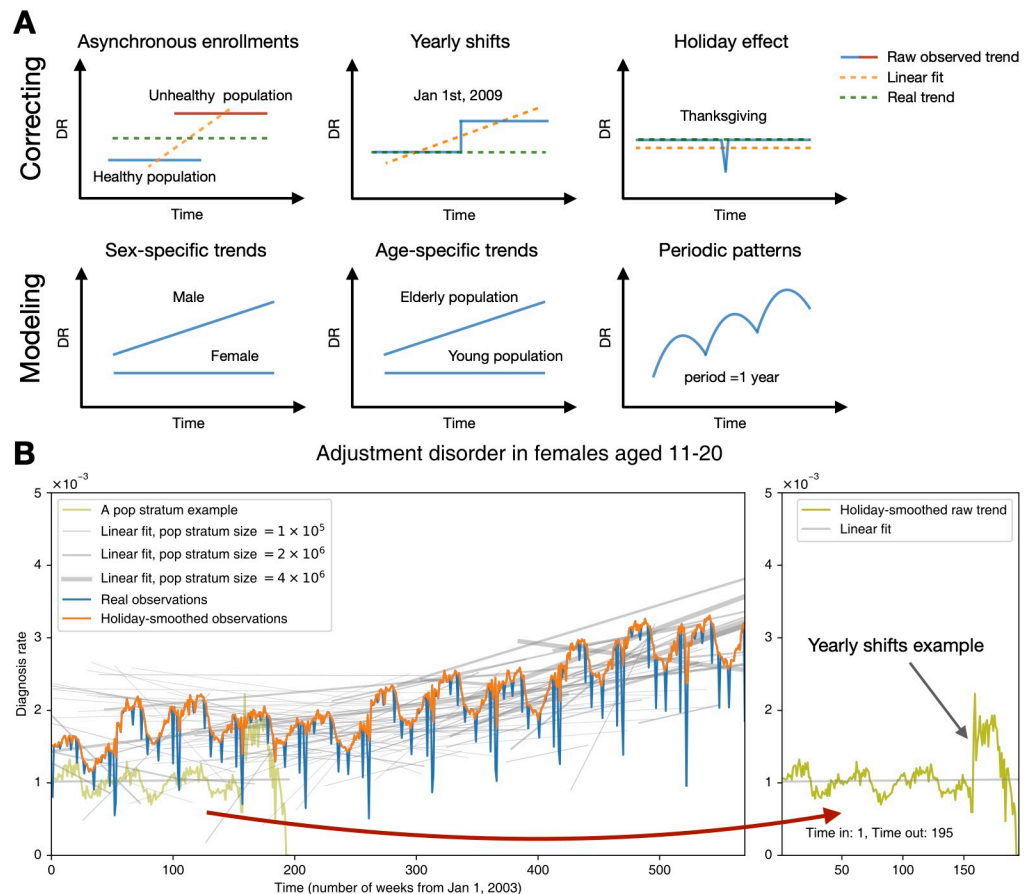 A
Correcting
Asynchronous enrollments
DR
Unhealthy population
Healthy population
Time
Yearly shifts
DR
Jan 1st, 2009
Time
Holiday effect
DR
Thanksgiving
Time
Raw observed trend
Linear fit
Real trend
Modeling
Sex-specific trends
DR
Male
Female
Time
Age-specific trends
DR
Elderly population
Young population
Time
Periodic patterns
DR
period =1 year
Time
B
Adjustment disorder in females aged 11-20
×10⁻³
5
4
3
2
1
0
Diagnosis rate
A pop stratum example
Linear fit, pop stratum size = 1 × 10⁵
Linear fit, pop stratum size = 2 × 10⁶
Linear fit, pop stratum size = 4 × 10⁶
Real observations
Holiday-smoothed observations
0 100 200 300 400 500
Time (number of weeks from Jan 1, 2003)
×10⁻³
5
4
3
2
1
0
Holiday-smoothed raw trend
Linear fit
Yearly shifts example
Time in: 1, Time out: 195
50 100 150